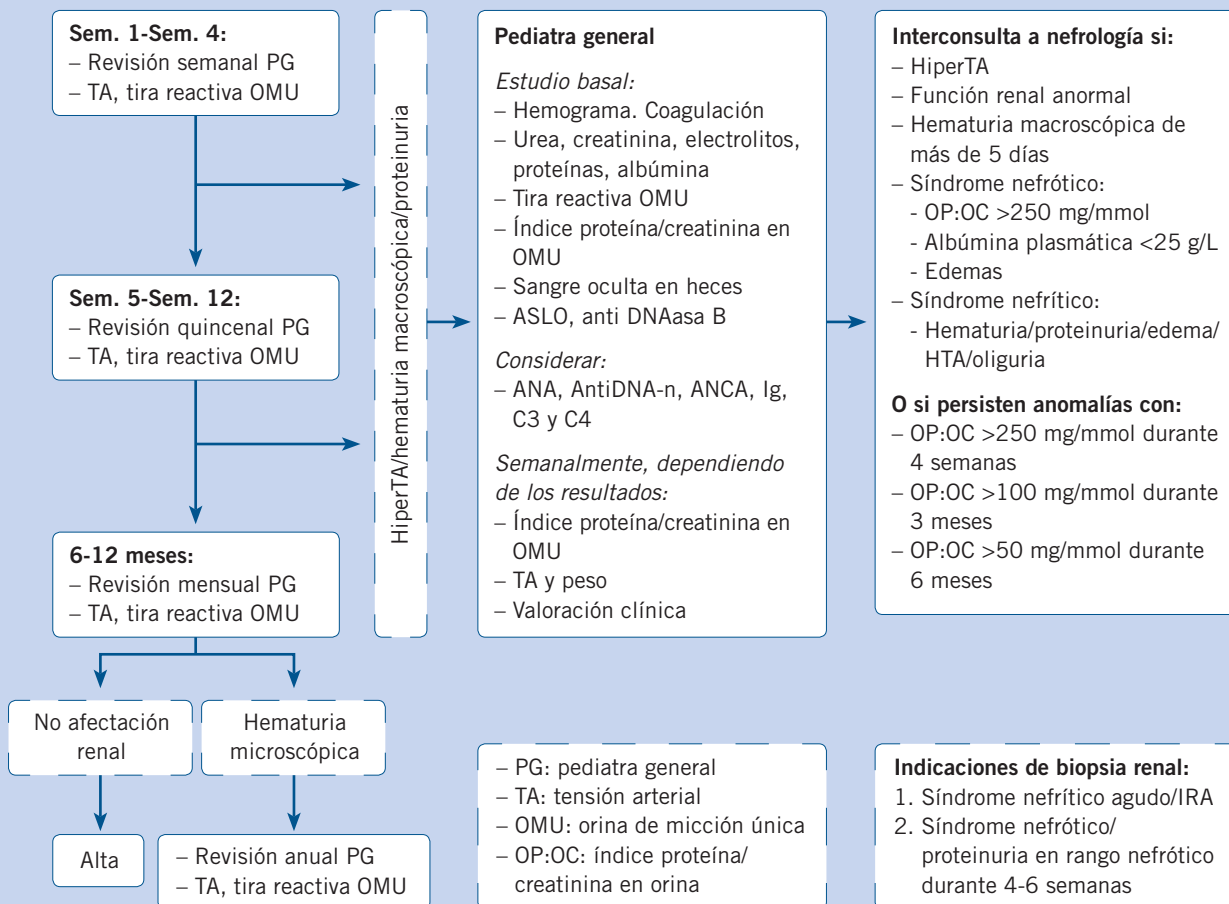 Sem. 1-Sem. 4:
– Revisión semanal PG
– TA, tira reactiva OMU
Sem. 5-Sem. 12:
– Revisión quincenal PG
– TA, tira reactiva OMU
6-12 meses:
– Revisión mensual PG
– TA, tira reactiva OMU
No afectación
renal
Hematuria
microscópica
Alta
– Revisión anual PG
– TA, tira reactiva OMU
HiperTA/hematuria macroscópica/proteinuria
Pediatra general
Estudio basal:
– Hemograma. Coagulación
– Urea, creatinina, electrolitos,
proteínas, albúmina
– Tira reactiva OMU
– Índice proteína/creatinina en
OMU
– Sangre oculta en heces
– ASLO, anti DNAasa B
Considerar:
– ANA, AntiDNA-n, ANCA, Ig,
C3 y C4
Semanalmente, dependiendo
de los resultados:
– Índice proteína/creatinina en
OMU
– TA y peso
– Valoración clínica
Interconsulta a nefrología si:
– HiperTA
– Función renal anormal
– Hematuria macroscópica de
más de 5 días
– Síndrome nefrótico:
- OP:OC >250 mg/mmol
- Albúmina plasmática <25 g/L
- Edemas
– Síndrome nefrítico:
- Hematuria/proteinuria/edema/
HTA/oliguria
O si persisten anomalías con:
– OP:OC >250 mg/mmol durante
4 semanas
– OP:OC >100 mg/mmol durante
3 meses
– OP:OC >50 mg/mmol durante
6 meses
– PG: pediatra general
– TA: tensión arterial
– OMU: orina de micción única
– OP:OC: índice proteína/
creatinina en orina
Indicaciones de biopsia renal:
1. Síndrome nefrítico agudo/IRA
2. Síndrome nefrótico/
proteinuria en rango nefrótico
durante 4-6 semanas